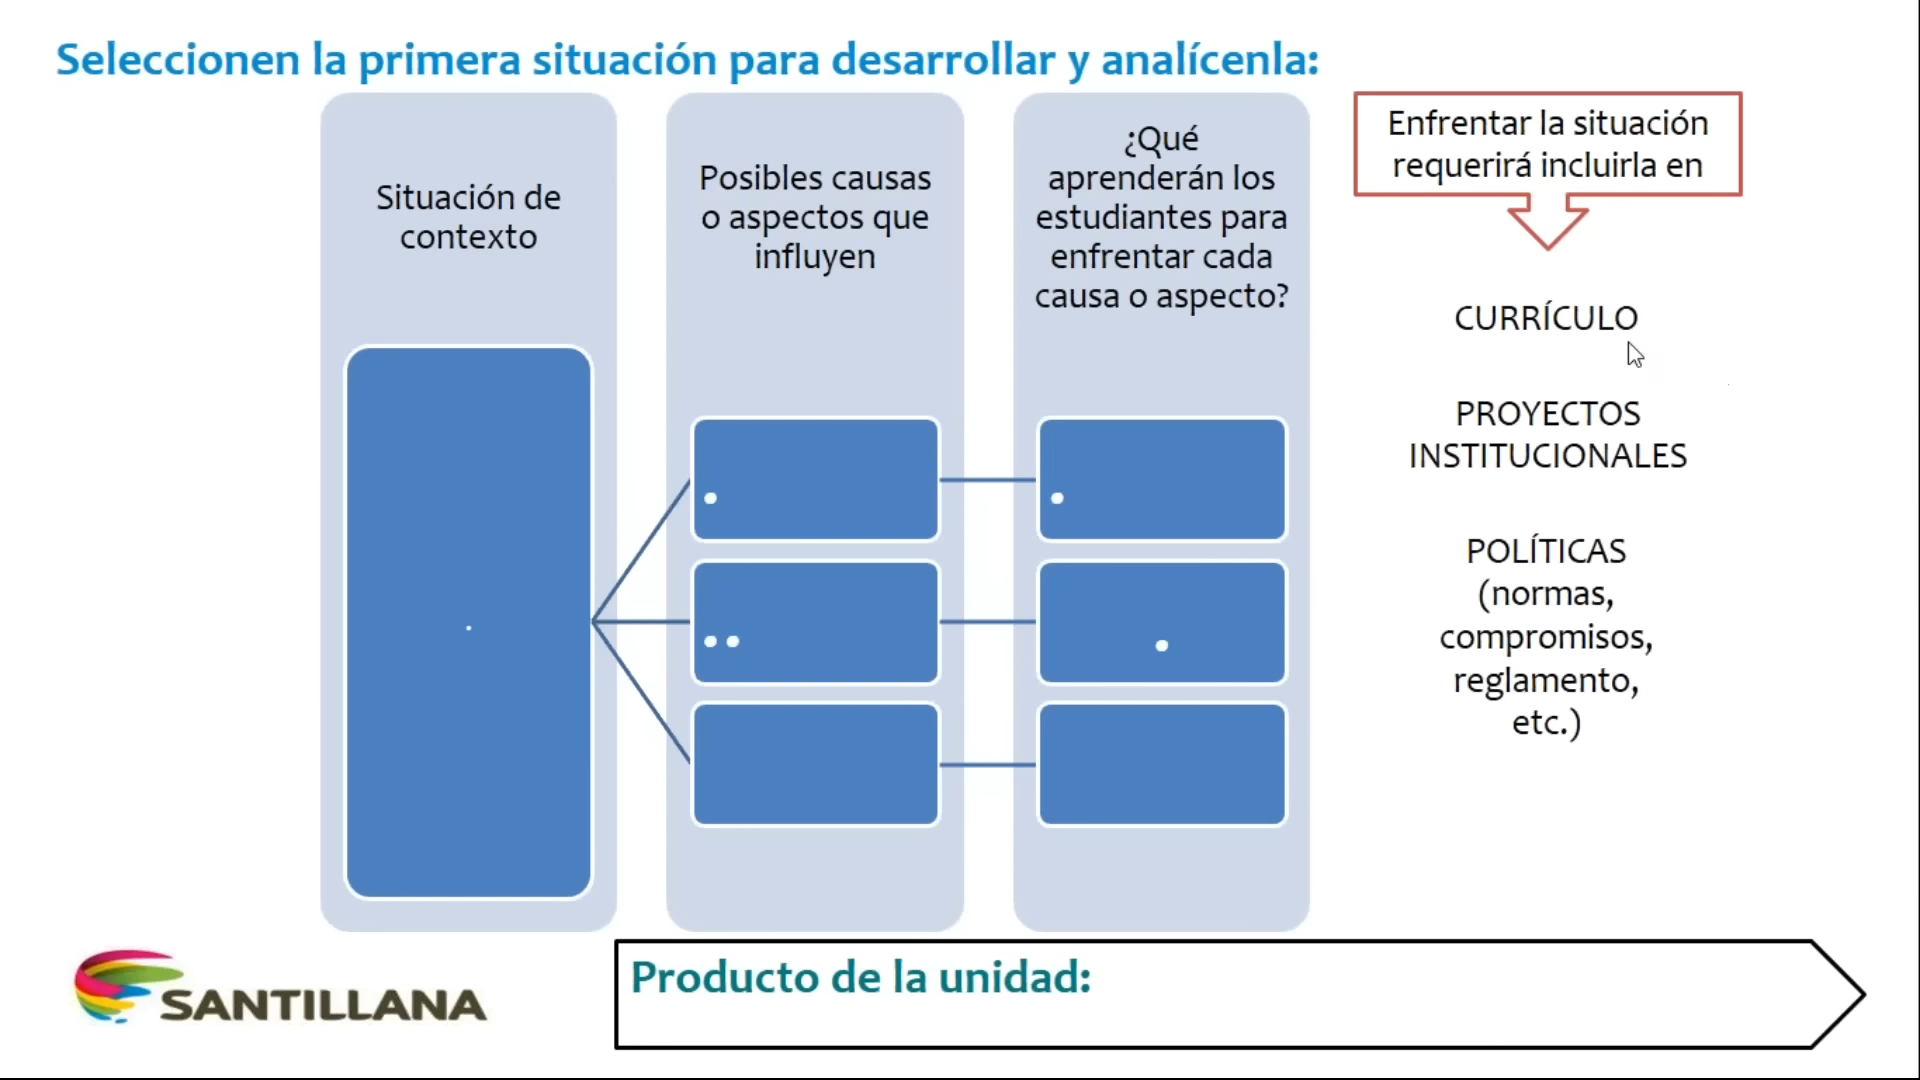 Seleccionen la primera situación para desarrollar y analícenla:
Situación de
contexto
Posibles causas
o aspectos que
influyen
¿Qué
aprenderán los
estudiantes para
enfrentar cada
causa o aspecto?
Enfrentar la situación
requerirá incluirla en
CURRÍCULO
PROYECTOS
INSTITUCIONALES
POLÍTICAS
(normas,
compromisos,
reglamento,
etc.)
SANTILLANA
Producto de la unidad: